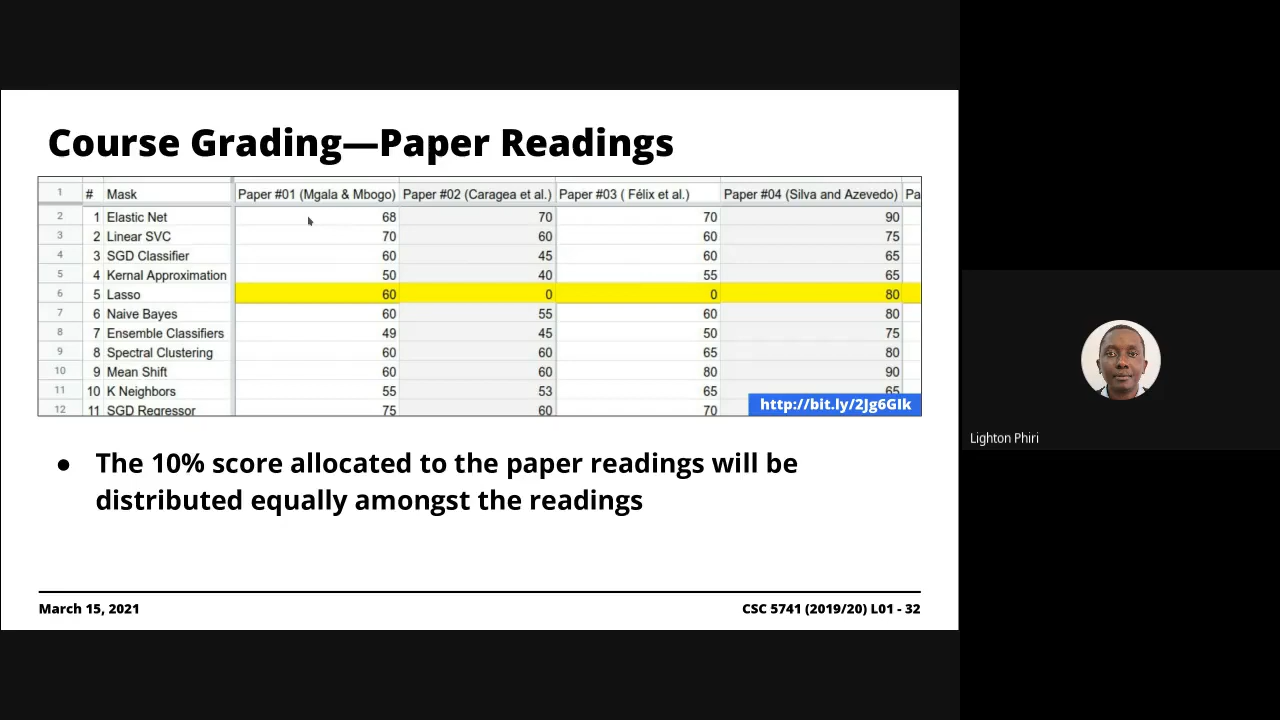 Course Grading—Paper Readings
1 # Mask Paper #01 (Mgala & Mbogo) Paper #02 (Caragea et al.) Paper #03 ( Félix et al.) Paper #04 (Silva and Azevedo) Pa
2 1 Elastic Net 68 70 70 90
3 2 Linear SVC 70 60 60 75
4 3 SGD Classifier 60 45 65 65
5 4 Kernal Approximation 50 40 55 65
6 5 Lasso 60 0 0 80
7 6 Naive Bayes 60 55 60 80
8 7 Ensemble Classifiers 49 45 50 75
9 8 Spectral Clustering 60 60 65 80
10 9 Mean Shift 60 60 80 90
11 10 K Neighbors 55 53 65 65
12 11 SGD Regressor 75 60 70
http://bit.ly/2Jg6Glk
● The 10% score allocated to the paper readings will be
distributed equally amongst the readings
March 15, 2021 CSC 5741 (2019/20) L01 - 32
Lighton Phiri